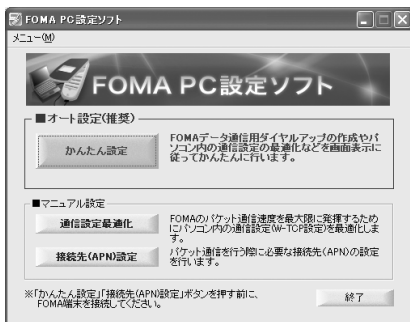 FOMA PC設定ソフト
メニュー(M)
FOMA PC設定ソフト
■オート設定(推奨)
かんたん設定
FOMAデータ通信用ダイヤルアップの作成やパ
ソコン内の通信設定の最適化などを画面表示に
従ってかんたんに行います。
■マニュアル設定
通信設定最適化
FOMAのパケット通信速度を最大限に発揮するため
にパソコン内の通信設定(W-TCP設定)を最適化しま
す。
接続先(APN)設定
パケット通信を行う際に必要な接続先(APN)の設定
を行います。
※「かんたん設定」「接続先(APN)設定」ボタンを押す前に、
FOMA端末を接続してください。
終了